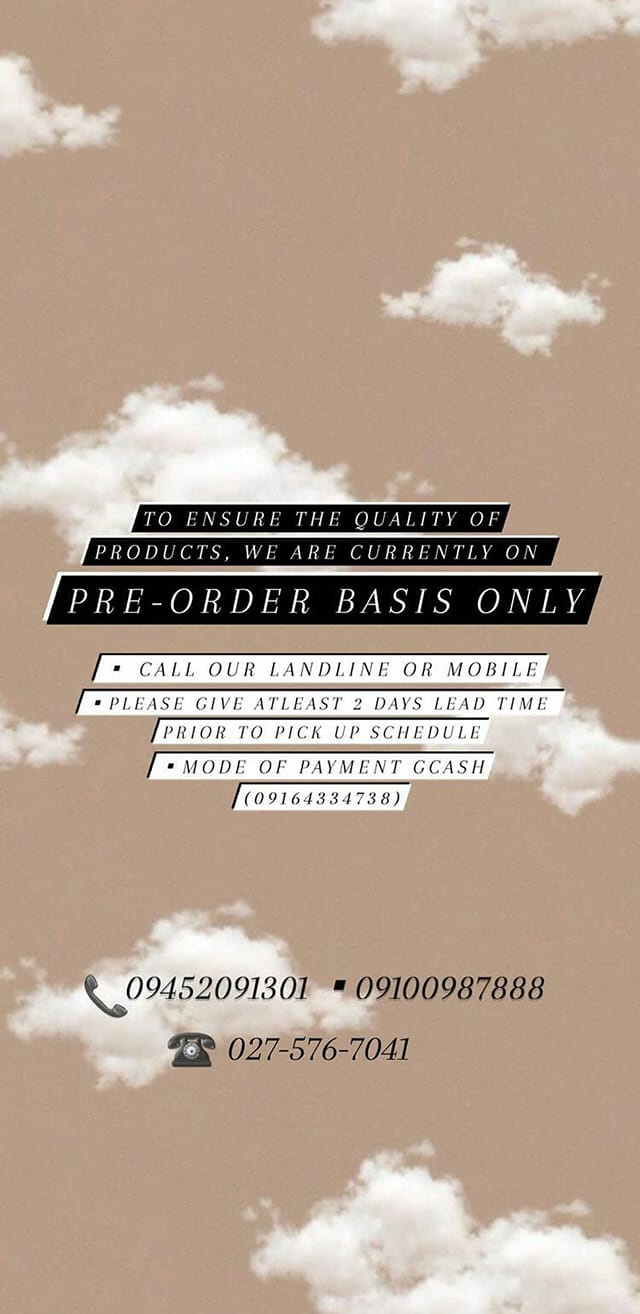 TO ENSURE THE QUALITY OF
PRODUCTS, WE ARE CURRENTLY ON
PRE-ORDER BASIS ONLY
▪ CALL OUR LANDLINE OR MOBILE
▪ PLEASE GIVE ATLEAST 2 DAYS LEAD TIME
PRIOR TO PICK UP SCHEDULE
▪ MODE OF PAYMENT GCASH
(09164334738)
09452091301 ▪ 09100987888
027-576-7041